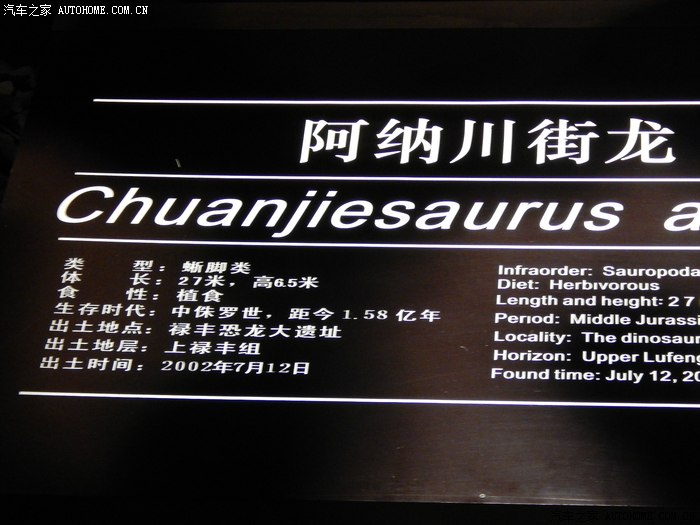 汽车之家 AUTOHOME.COM.CN
阿纳川街龙
Chuanjiesaurus a
类 型：蜥脚类
体 长：27米，高6.5米
食 性：植食
生存时代：中侏罗世，距今1.58亿年
出土地点：禄丰恐龙大遗址
出土地层：上禄丰组
出土时间：2002年7月12日
Infraorder: Sauropoda
Diet: Herbivorous
Length and height: 2 7
Period: Middle Jurassi
Locality: The dinosaur
Horizon: Upper Lufeng
Found time: July 12, 20